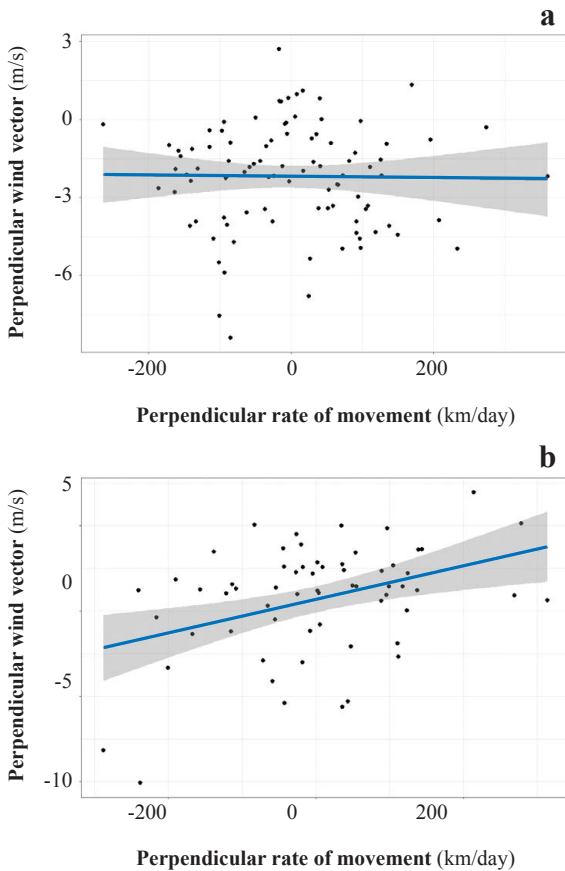 a
Perpendicular wind vector (m/s)
3
0
-3
-6
-200 0 200
Perpendicular rate of movement (km/day)
b
Perpendicular wind vector (m/s)
5
0
-5
-10
-200 0 200
Perpendicular rate of movement (km/day)